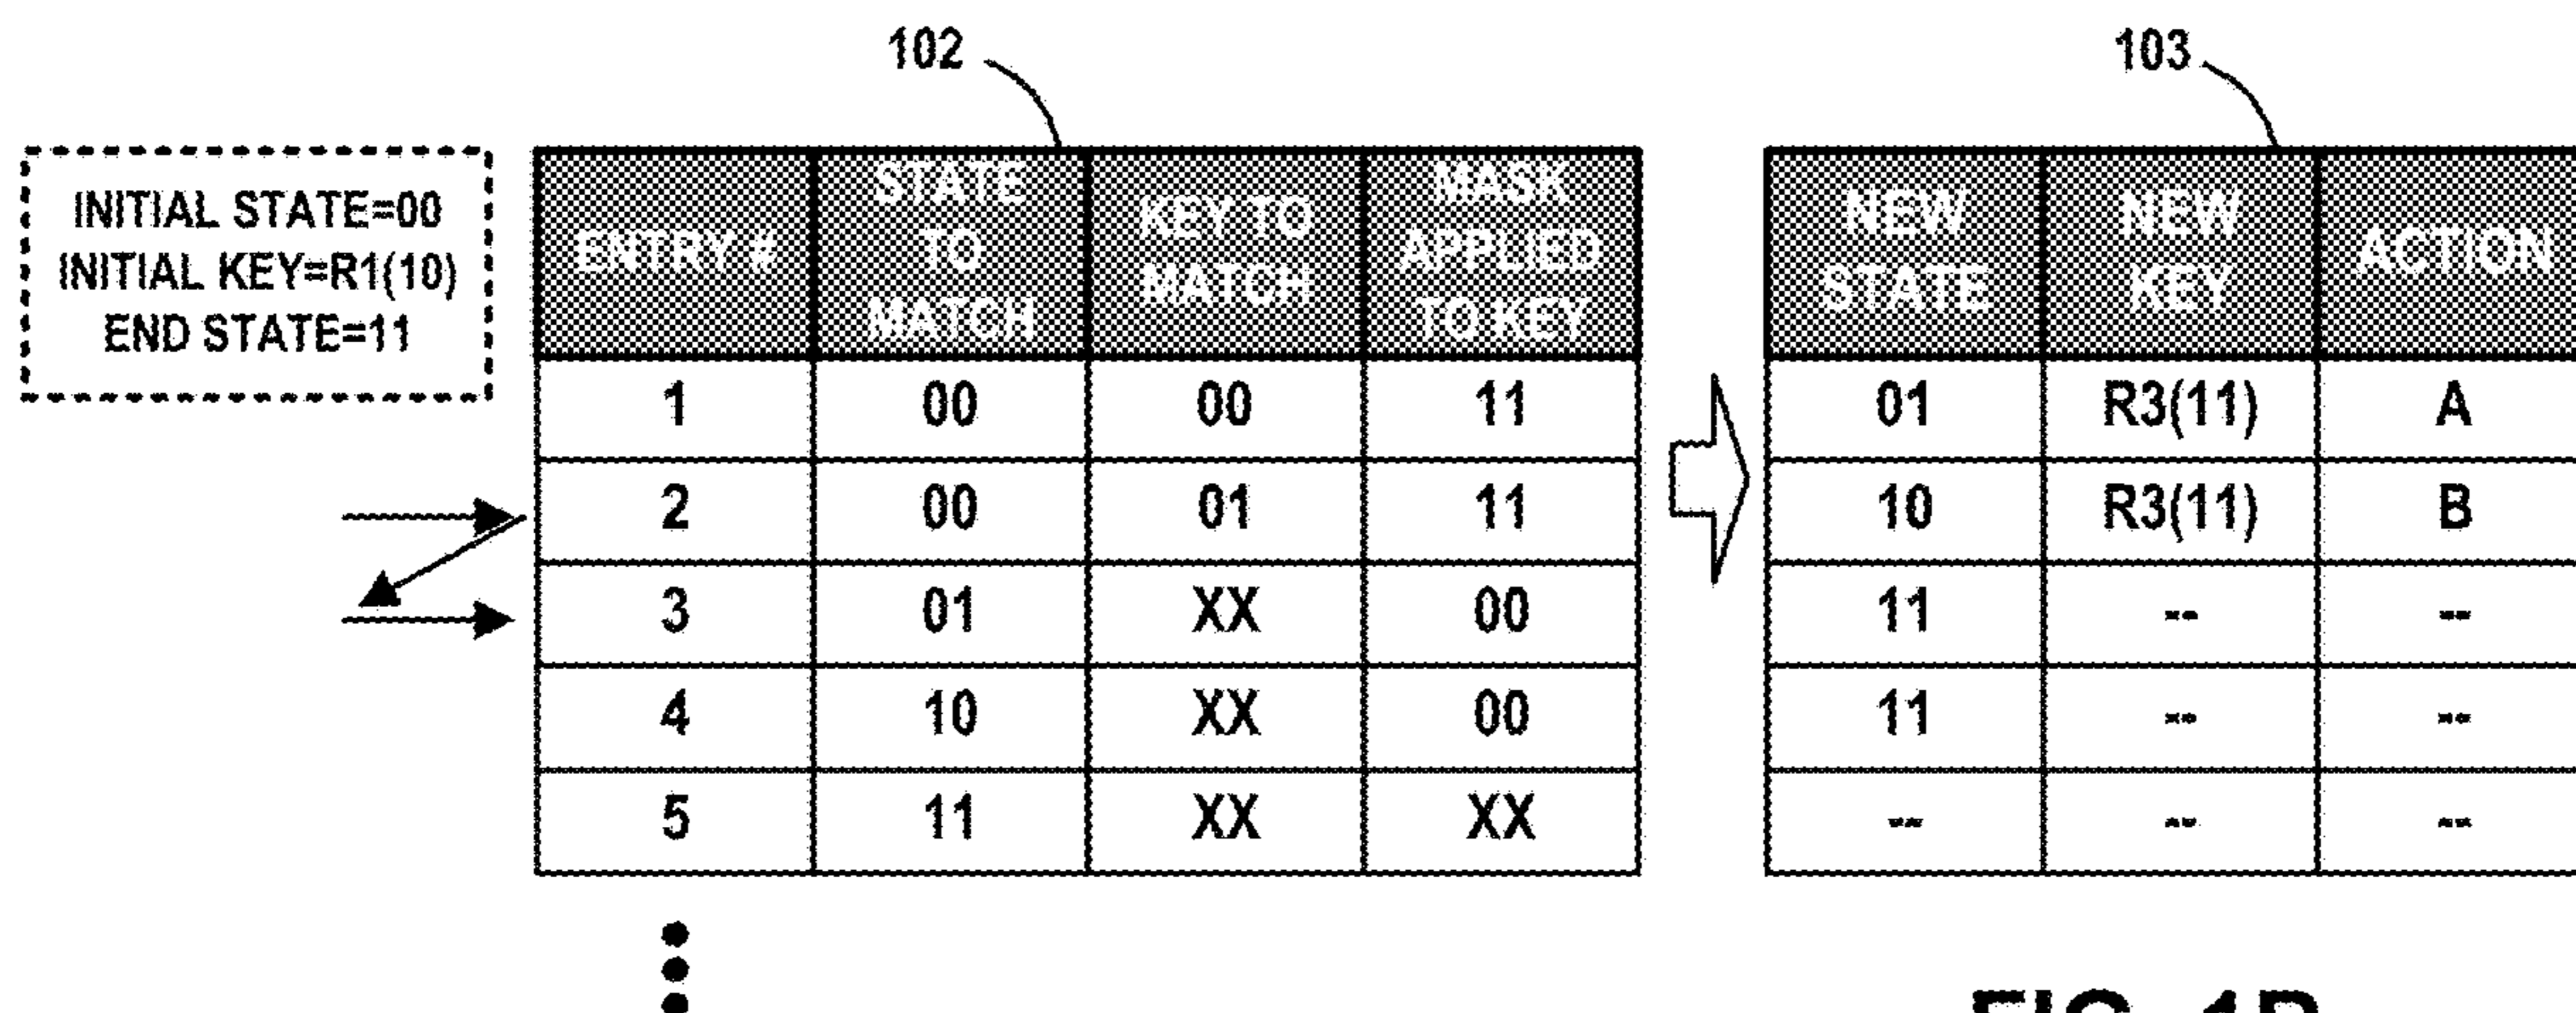 102
103
INITIAL STATE=00
INITIAL KEY=R1(10)
END STATE=11
ENTRY # STATE TO MATCH KEY TO MATCH MASK APPLIED TO KEY NEW STATE NEW KEY ACTION
1 00 00 11 01 R3(11) A
2 00 01 11 10 R3(11) B
3 01 XX 00 11 -- --
4 10 XX 00 11 -- --
5 11 XX XX -- -- --